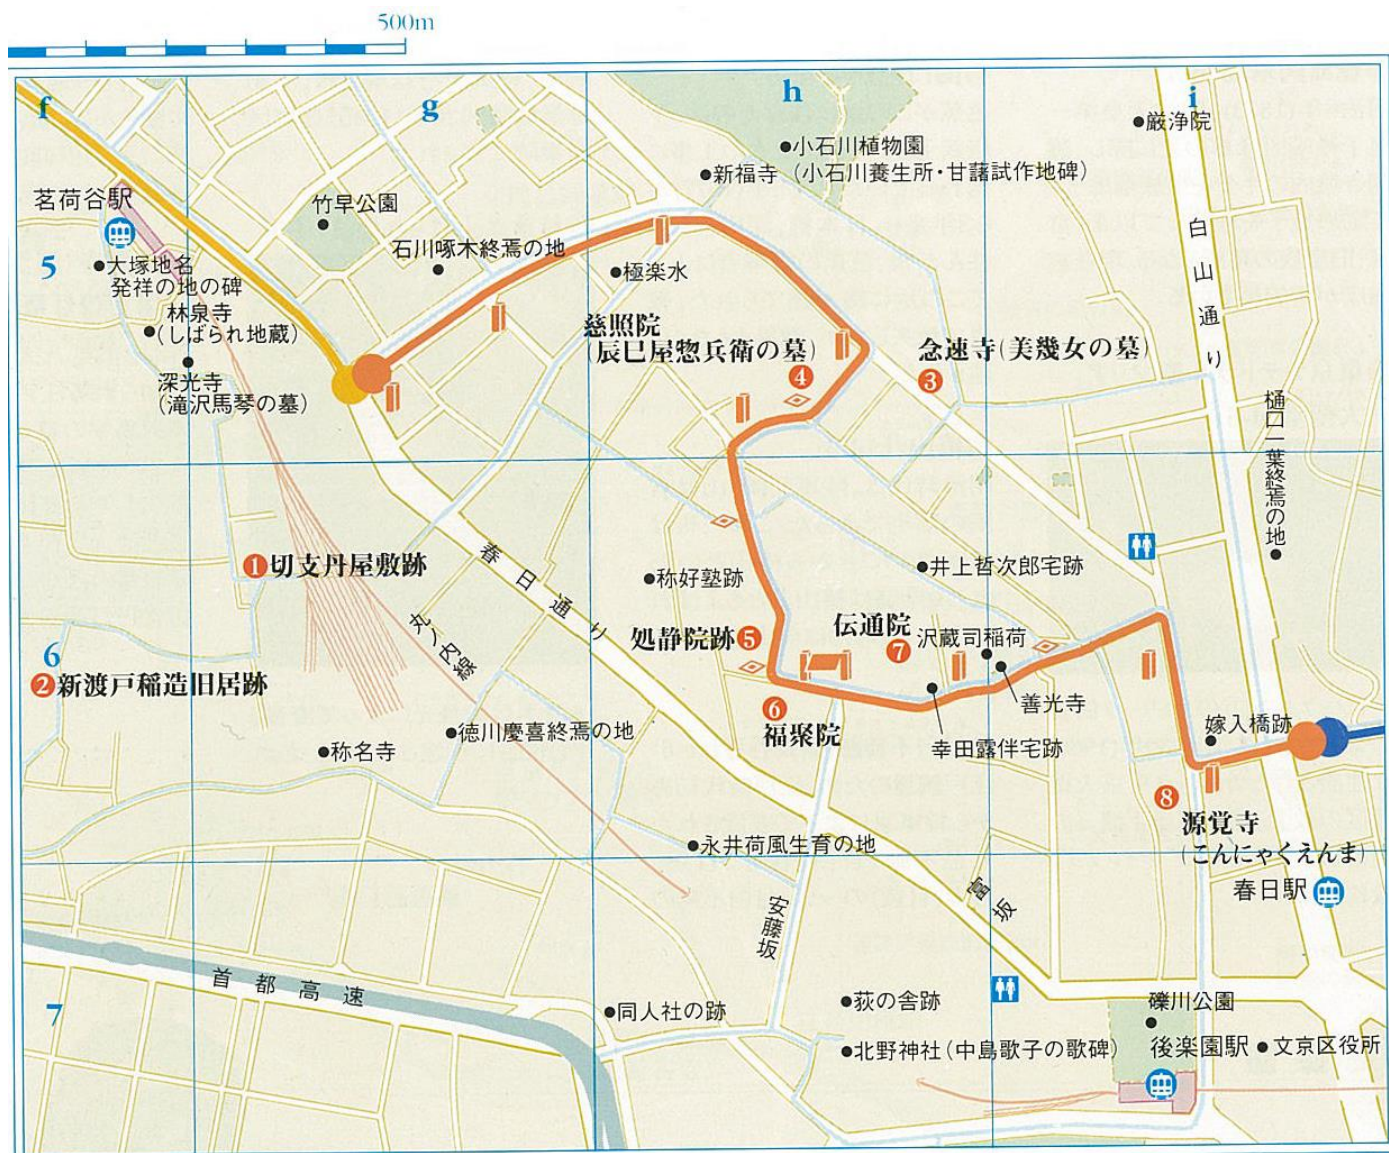 500m
f
g
h
i
厳浄院
小石川植物園
(小石川養生所・甘藷試作地碑)
新福寺
茗荷谷駅
竹早公園
白山通り
石川啄木終焉の地
5
大塚地名
発祥の地の碑
極楽水
林泉寺
(しばられ地蔵)
慈照院
(辰巳屋惣兵衛の墓)
4
念速寺(美幾女の墓)
3
深光寺
(滝沢馬琴の墓)
樋口一葉終焉の地
1切支丹屋敷跡
春日通り
称好塾跡
井上哲次郎宅跡
丸ノ内線
処静院跡5
伝通院
7
沢蔵司稲荷
6
2新渡戸稲造旧居跡
善光寺
6
福聚院
徳川慶喜終焉の地
称名寺
幸田露伴宅跡
嫁入橋跡
8
源覚寺
(こんにゃくえんま)
永井荷風生育の地
春日駅
富坂
安藤坂
首都高速
7
同人社の跡
荻の舎跡
礫川公園
北野神社(中島歌子の歌碑)
後楽園駅
文京区役所